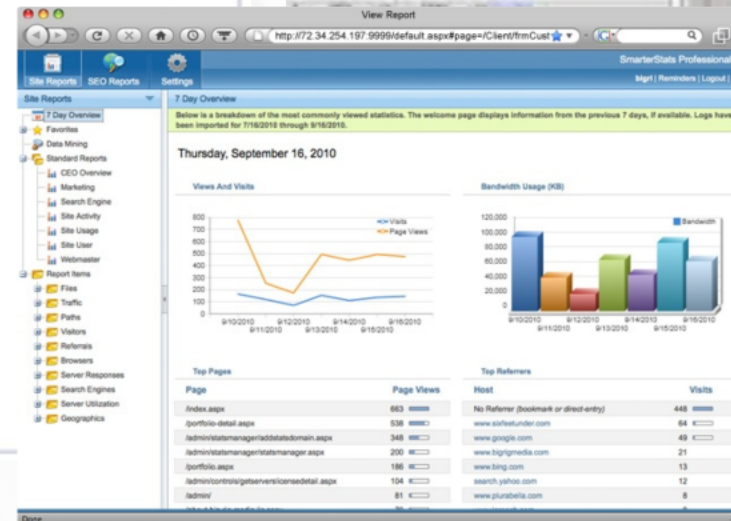 View Report
http://72.34.254.197:9999/default.aspx#page=/Client/frmCust
SmarterStats Professional
Site Reports SEO Reports Settings
bigrl | Reminders | Logout |
Site Reports
7 Day Overview
7 Day Overview
Below is a breakdown of the most commonly viewed statistics. The welcome page displays information from the previous 7 days, if available. Logs have
been imported for 7/16/2010 through 9/16/2010.
Favorites
Data Mining
Standard Reports
CEO Overview
Marketing
Search Engine
Site Activity
Site Usage
Site User
Webmaster
Report Items
Files
Traffic
Paths
Visitors
Referrals
Browsers
Server Responses
Search Engines
Server Utilization
Geographics
Thursday, September 16, 2010
Views And Visits
800
700
600
500
400
300
200
100
0
Visits
Page Views
9/10/2010 9/12/2010 9/14/2010 9/16/2010
9/11/2010 9/13/2010 9/15/2010
Bandwidth Usage (KB)
120,000
100,000
80,000
60,000
40,000
20,000
0
Bandwidth
9/10/2010 9/12/2010 9/14/2010 9/16/2010
9/11/2010 9/13/2010 9/15/2010
Top Pages
Page Page Views
/index.aspx 683
/portfolio-detail.aspx 538
/admin/statsmanager/addstatsdomain.aspx 348
/admin/statsmanager/statsmanager.aspx 200
/portfolio.aspx 186
/admin/controls/getserverslicensedetail.aspx 104
/admin/ 81
Top Referrers
Host Visits
No Referrer (bookmark or direct-entry) 448
www.sixfeetunder.com 64
www.google.com 49
www.bigrigmedia.com 21
www.bing.com 13
search.yahoo.com 12
www.plurabella.com 8
Done